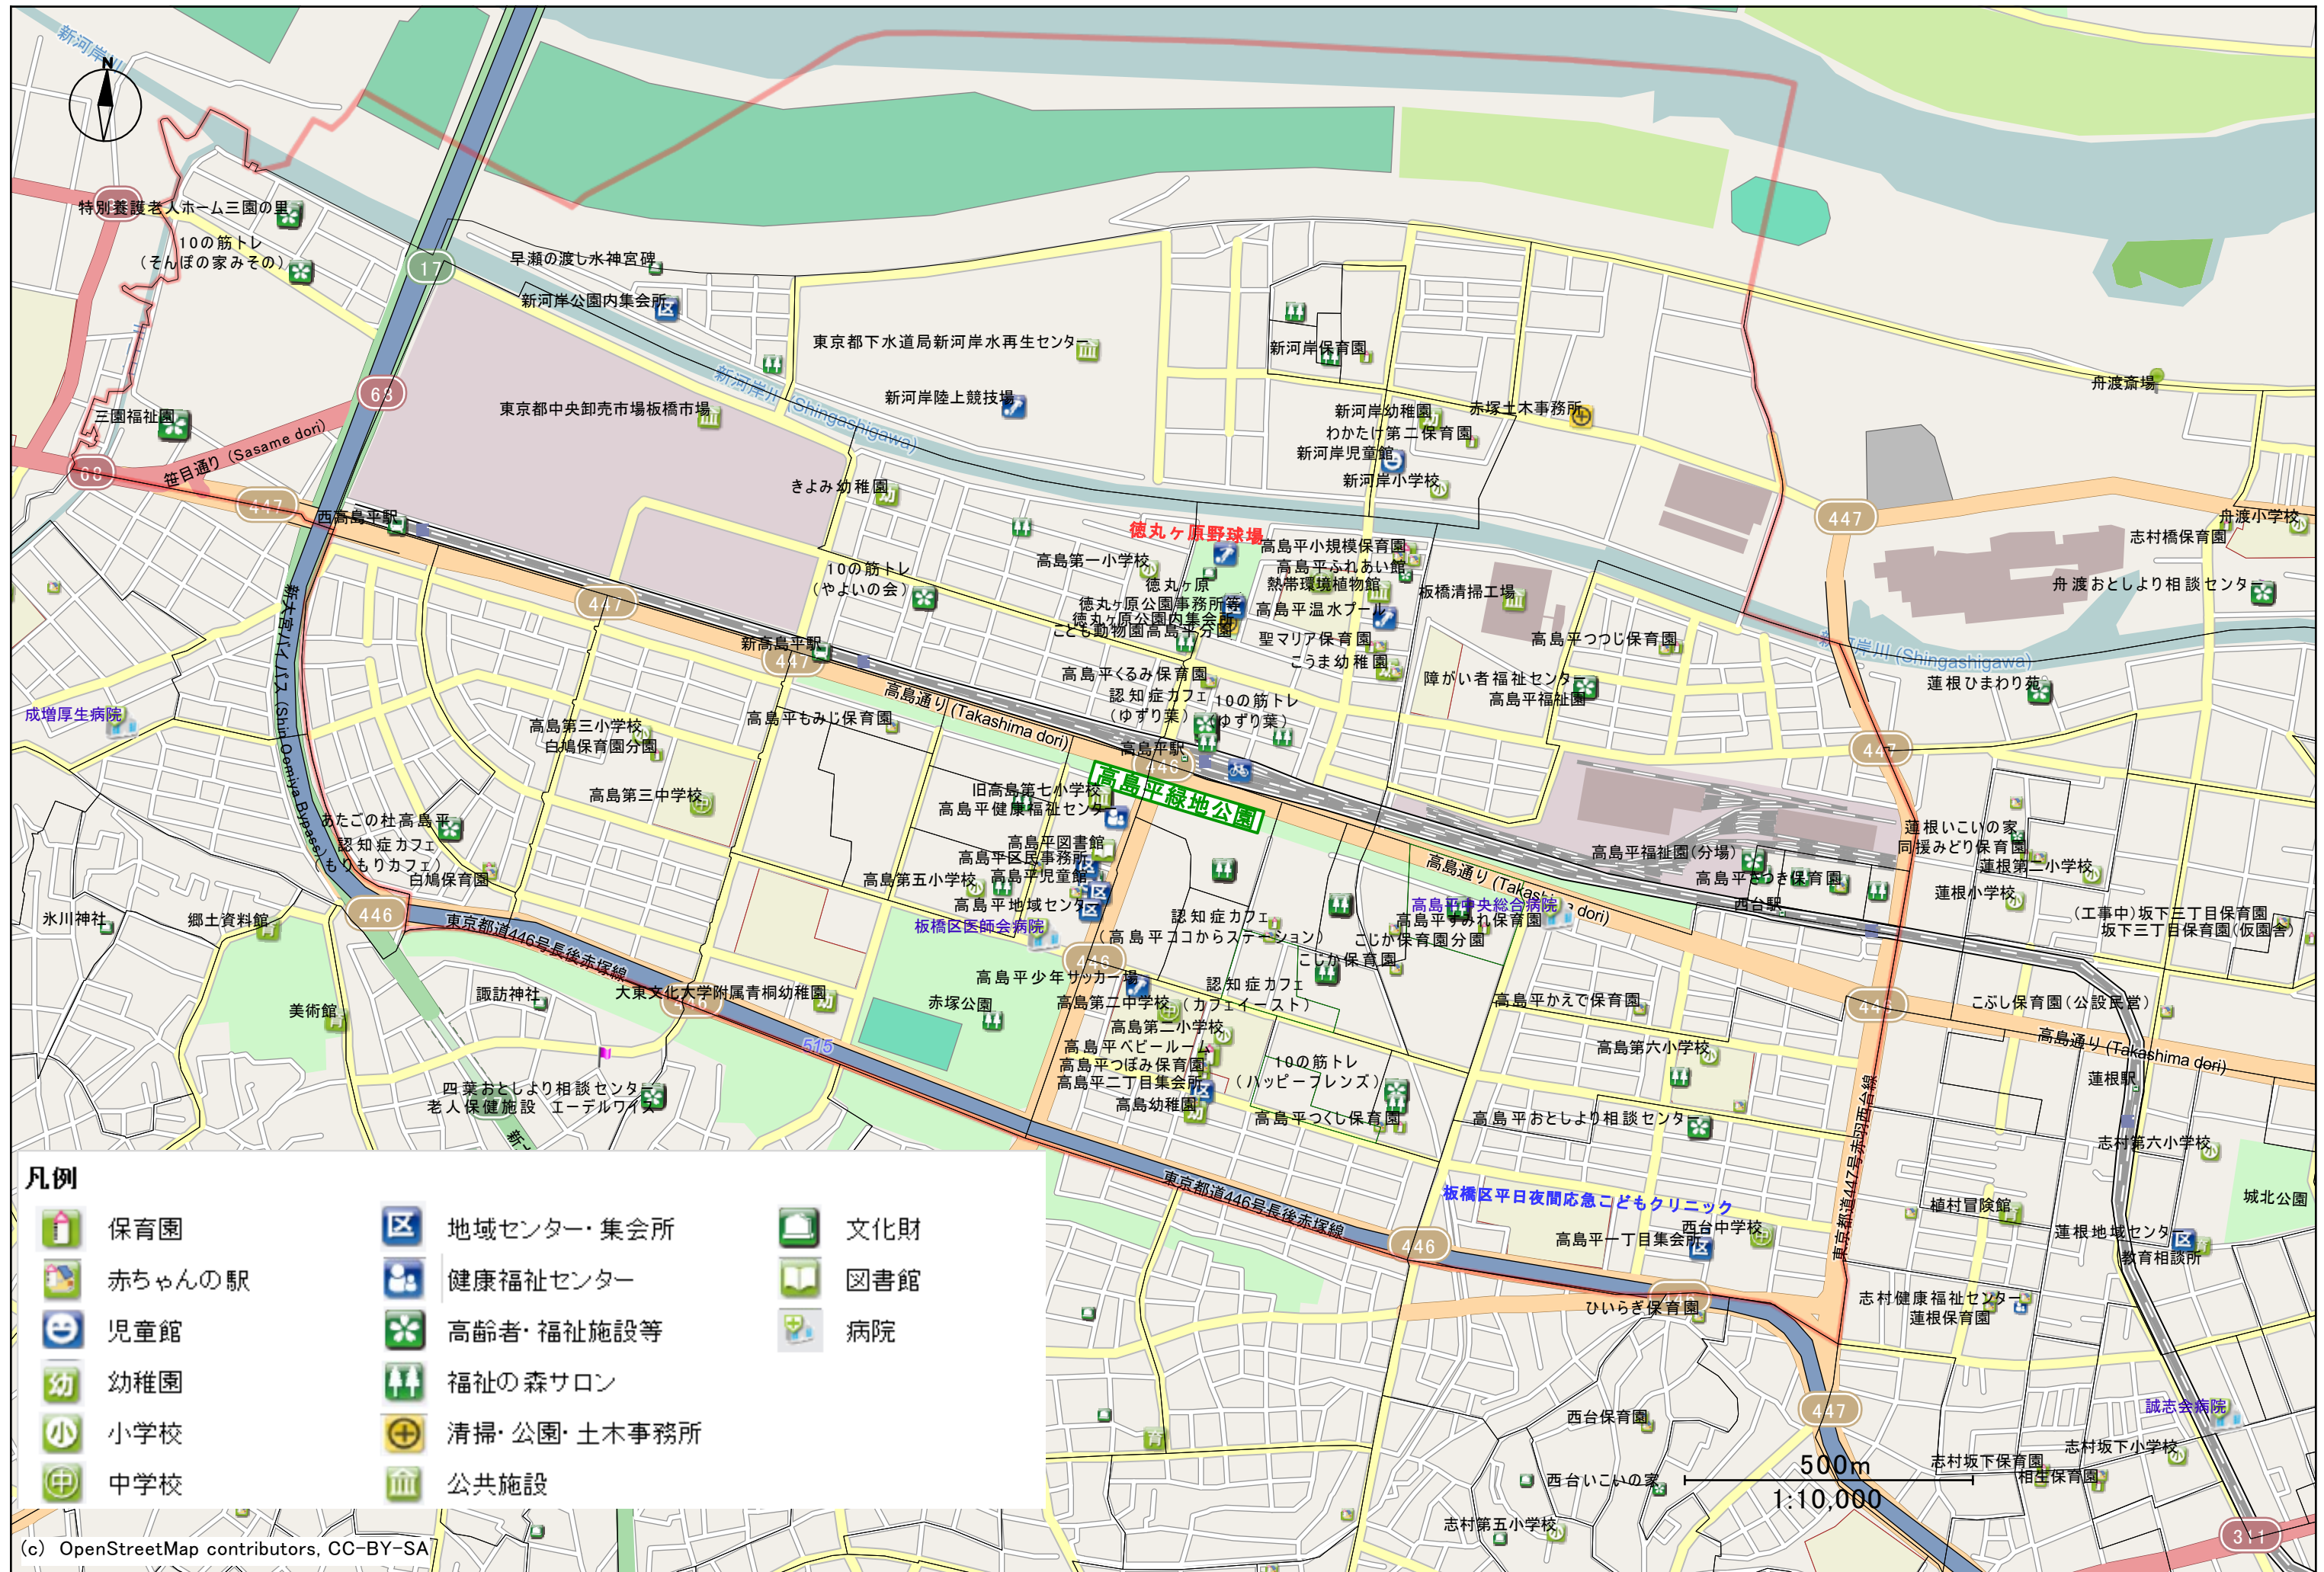 新河岸川
N
特別養護老人ホーム三園の里
10の筋トレ
(そんぽの家みその)
17
早瀬の渡し水神宮碑
新河岸公園内集会所
東京都下水道局新河岸水再生センター
新河岸保育園
新河岸川 (Shingashigawa)
新河岸陸上競技場
舟渡斎場
63
東京都中央卸売市場板橋市場
三園福祉園
笹目通り (Sasame dori)
68
447
新河岸幼稚園
赤塚土木事務所
わかたけ第二保育園
新河岸児童館
新河岸小学校
きよみ幼稚園
西高島平駅
447
舟渡小学校
志村橋保育園
徳丸ヶ原野球場
高島平小規模保育園
高島平ふれあい館
高島第一小学校
熱帯環境植物館
徳丸ヶ原
10の筋トレ
(やよいの会)
徳丸ヶ原公園事務所等
徳丸ヶ原公園内集会所
こども動物園高島平分園
高島平温水プール
板橋清掃工場
舟渡おとしより相談センター
447
新大宮バイパス (Shin Oomiya Bypass)
新高島平駅
447
聖マリア保育園
こうま幼稚園
高島平つつじ保育園
新河岸川 (Shingashigawa)
高島平くるみ保育園
認知症カフェ
(ゆずり葉)
10の筋トレ
(ゆずり葉)
障がい者福祉センター
高島平福祉園
蓮根ひまわり苑
成増厚生病院
高島第三小学校
白鳩保育園分園
高島平もみじ保育園
高島通り (Takashima dori)
高島平駅
446
447
高島平緑地公園
高島第三中学校
旧高島第七小学校
高島平健康福祉センター
あたごの杜高島平
認知症カフェ
(もりもりカフェ)
白鳩保育園
高島平図書館
高島平区民事務所
高島平児童館
高島第五小学校
高島平地域センター
板橋区医師会病院
高島通り (Takashima dori)
高島平福祉園(分場)
高島平さつき保育園
西台駅
蓮根いこいの家
同援みどり保育園
蓮根第二小学校
蓮根小学校
(工事中)坂下三丁目保育園
坂下三丁目保育園(仮園舎)
氷川神社
郷土資料館
446
東京都道446号長後赤塚線
認知症カフェ
(高島平ココからステーション)
高島平中央総合病院
高島平すみれ保育園
こじか保育園分園
こじか保育園
446
高島平少年サッカー場
高島第二中学校
認知症カフェ
(カフェイースト)
美術館
諏訪神社
大東文化大学附属青桐幼稚園
赤塚公園
高島平かえで保育園
こぶし保育園(公設民営)
高島通り (Takashima dori)
高島第二小学校
高島平ベビールーム
高島平つぼみ保育園
高島平二丁目集会所
高島幼稚園
515
高島第六小学校
10の筋トレ
(ハッピーフレンズ)
高島平つくし保育園
高島平おとしより相談センター
蓮根駅
四葉おとしより相談センター
老人保健施設 エーデルワイス
東京都道447号赤羽西台線
志村第六小学校
城北公園
東京都道446号長後赤塚線
板橋区平日夜間応急こどもクリニック
西台中学校
高島平一丁目集会所
植村冒険館
蓮根地域センター
教育相談所
446
ひいらぎ保育園
志村健康福祉センター
蓮根保育園
西台保育園
447
誠志会病院
志村坂下小学校
志村坂下保育園
相生保育園
西台いこいの家
志村第五小学校
500m
1:10,000
311
凡例
保育園
赤ちゃんの駅
児童館
幼稚園
小学校
中学校
地域センター・集会所
健康福祉センター
高齢者・福祉施設等
福祉の森サロン
清掃・公園・土木事務所
公共施設
文化財
図書館
病院
(c) OpenStreetMap contributors, CC-BY-SA